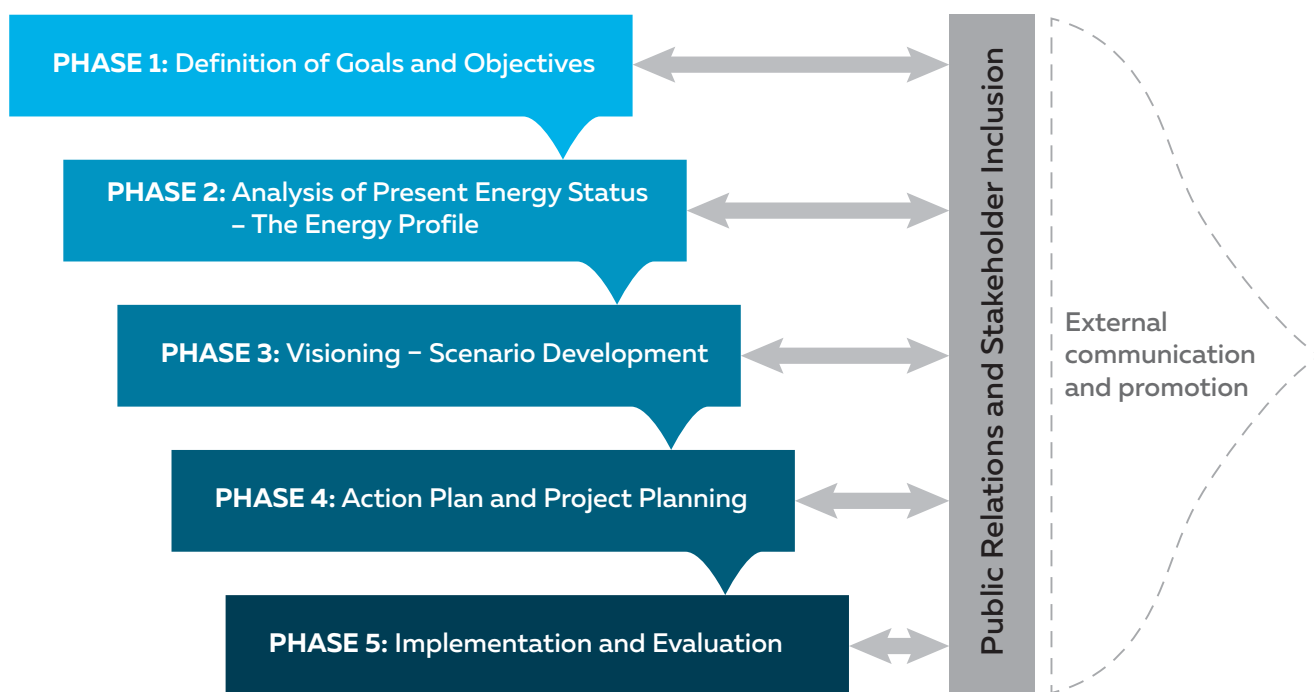 PHASE 1: Definition of Goals and Objectives
PHASE 2: Analysis of Present Energy Status
– The Energy Profile
PHASE 3: Visioning – Scenario Development
PHASE 4: Action Plan and Project Planning
PHASE 5: Implementation and Evaluation
Public Relations and Stakeholder Inclusion
External
communication
and promotion